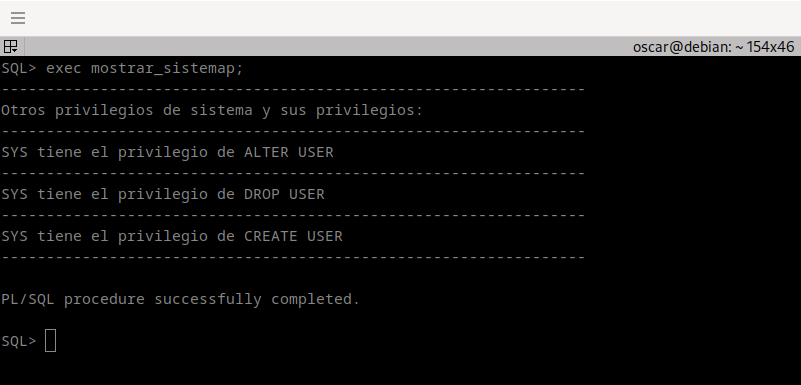 oscar@debian: ~ 154x46
SQL> exec mostrar_sistemap;
-----------------------------------------------------------------
Otros privilegios de sistema y sus privilegios:
-----------------------------------------------------------------
SYS tiene el privilegio de ALTER USER
-----------------------------------------------------------------
SYS tiene el privilegio de DROP USER
-----------------------------------------------------------------
SYS tiene el privilegio de CREATE USER
-----------------------------------------------------------------
PL/SQL procedure successfully completed.
SQL>